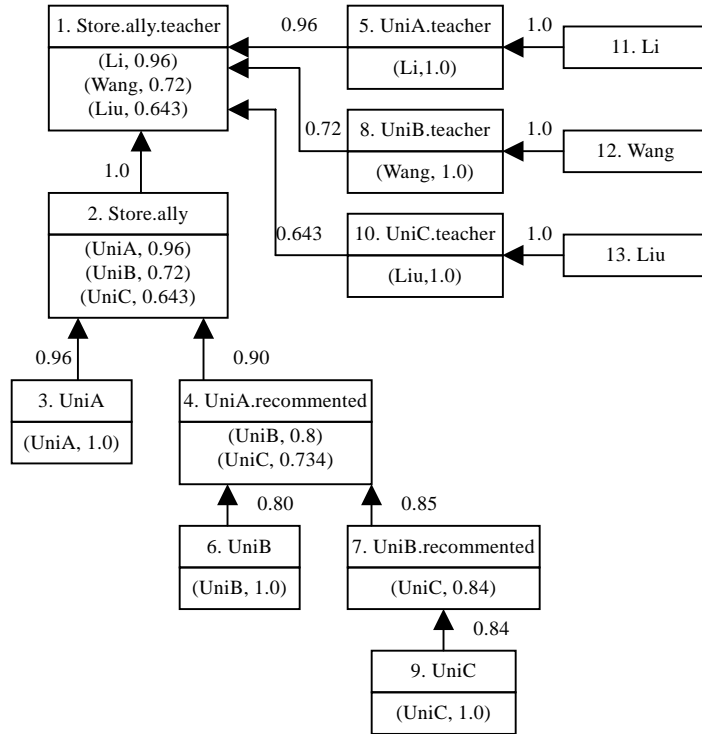 1. Store.ally.teacher
(Li, 0.96)
(Wang, 0.72)
(Liu, 0.643)
0.96
5. UniA.teacher
(Li,1.0)
1.0
11. Li
0.72
8. UniB.teacher
(Wang, 1.0)
1.0
12. Wang
0.643
10. UniC.teacher
(Liu,1.0)
1.0
13. Liu
1.0
2. Store.ally
(UniA, 0.96)
(UniB, 0.72)
(UniC, 0.643)
0.96
0.90
3. UniA
(UniA, 1.0)
4. UniA.recommented
(UniB, 0.8)
(UniC, 0.734)
0.80
0.85
6. UniB
(UniB, 1.0)
7. UniB.recommented
(UniC, 0.84)
0.84
9. UniC
(UniC, 1.0)